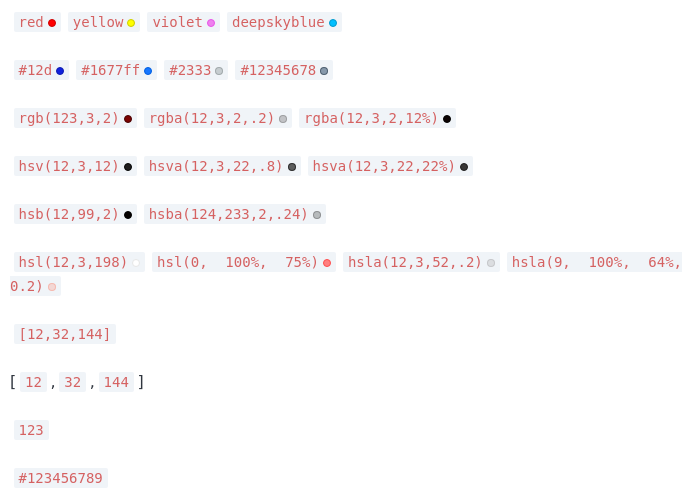 red yellow violet deepskyblue
#12d #1677ff #2333 #12345678
rgb(123,3,2) rgba(12,3,2,.2) rgba(12,3,2,12%)
hsv(12,3,12) hsva(12,3,22,.8) hsva(12,3,22,22%)
hsb(12,99,2) hsba(124,233,2,.24)
hsl(12,3,198) hsl(0,  100%,  75%) hsla(12,3,52,.2) hsla(9,  100%,  64%,
0.2)
[12,32,144]
[ 12 , 32 , 144 ]
123
#123456789